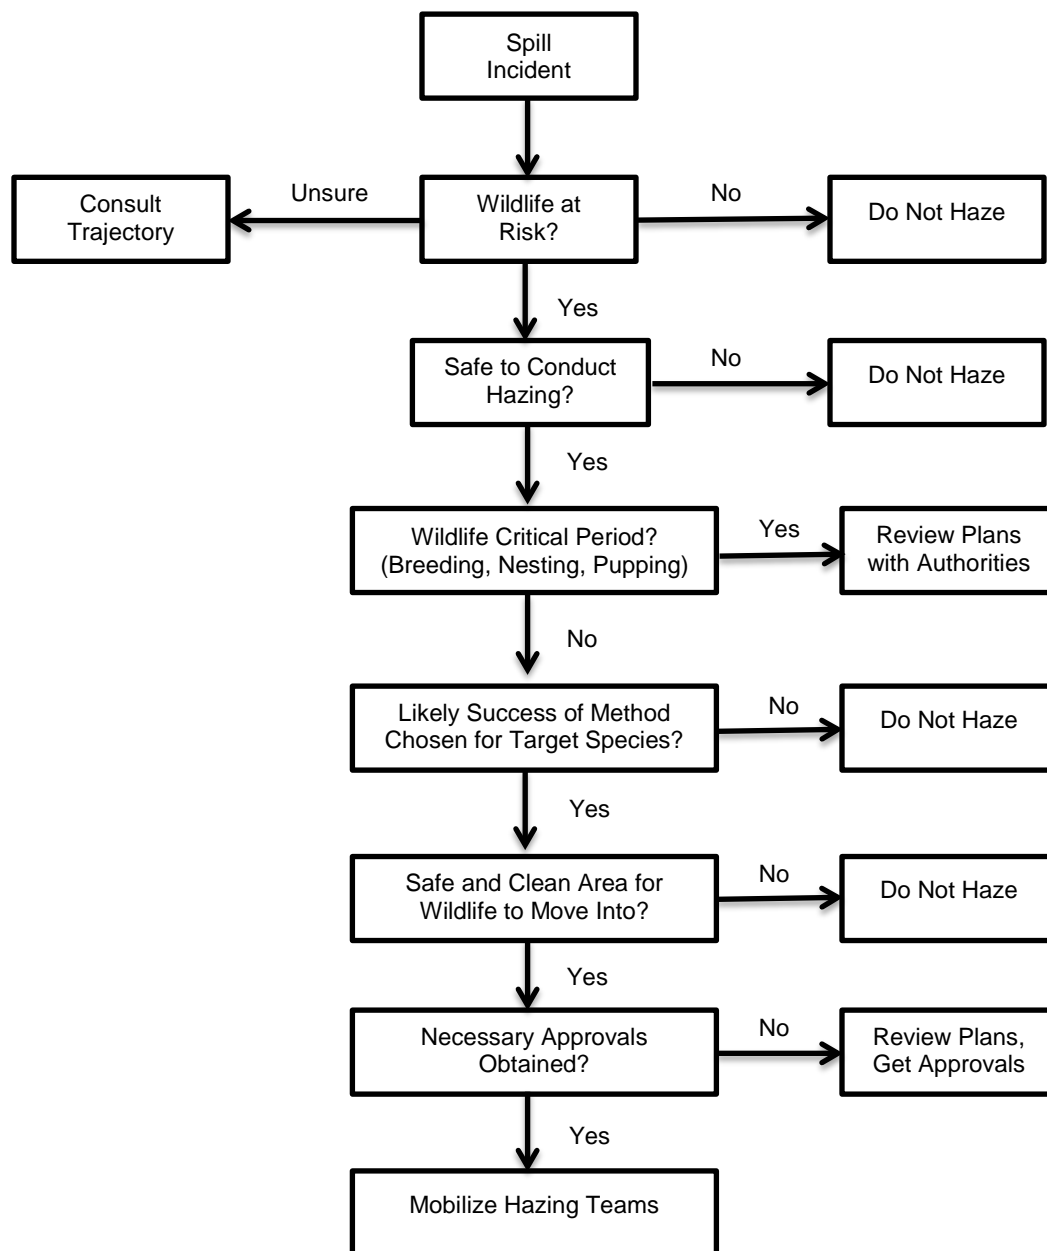 Spill
Incident
Unsure
No
Consult
Trajectory
Wildlife at
Risk?
Do Not Haze
Yes
Safe to Conduct
Hazing?
No
Do Not Haze
Yes
Wildlife Critical Period?
(Breeding, Nesting, Pupping)
Yes
Review Plans
with Authorities
No
Likely Success of Method
Chosen for Target Species?
No
Do Not Haze
Yes
Safe and Clean Area for
Wildlife to Move Into?
No
Do Not Haze
Yes
Necessary Approvals
Obtained?
No
Review Plans,
Get Approvals
Yes
Mobilize Hazing Teams